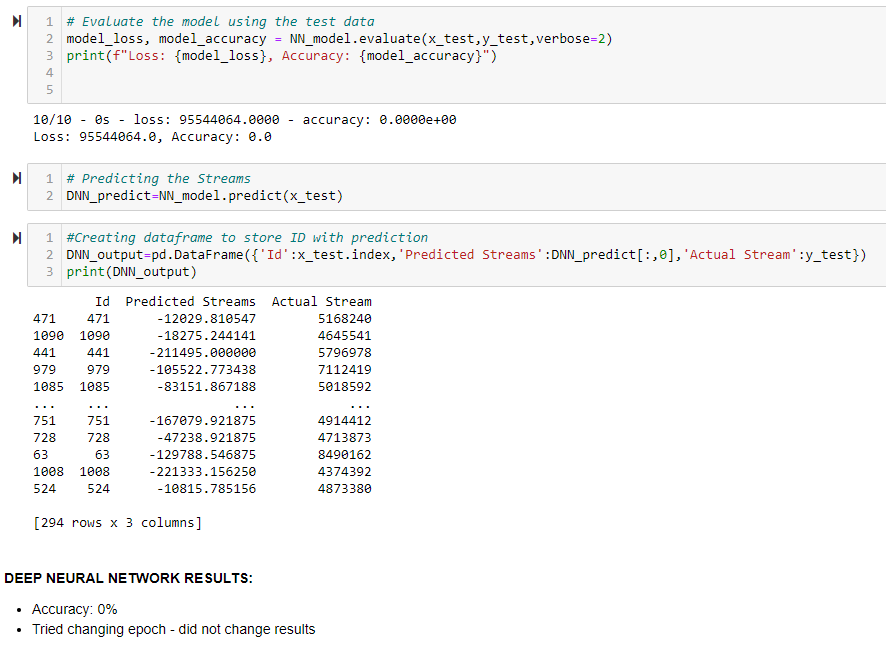 1 # Evaluate the model using the test data
2 model_loss, model_accuracy = NN_model.evaluate(x_test,y_test,verbose=2)
3 print(f"Loss: {model_loss}, Accuracy: {model_accuracy}")
4
5
10/10 - 0s - loss: 95544064.0000 - accuracy: 0.0000e+00
Loss: 95544064.0, Accuracy: 0.0
1 # Predicting the Streams
2 DNN_predict=NN_model.predict(x_test)
1 #Creating dataframe to store ID with prediction
2 DNN_output=pd.DataFrame({'Id':x_test.index,'Predicted Streams':DNN_predict[:,0],'Actual Stream':y_test})
3 print(DNN_output)
Id Predicted Streams Actual Stream
471 471 -12029.810547 5168240
1090 1090 -18275.244141 4645541
441 441 -211495.000000 5796978
979 979 -105522.773438 7112419
1085 1085 -83151.867188 5018592
... ... ... ...
751 751 -167079.921875 4914412
728 728 -47238.921875 4713873
63 63 -129788.546875 8490162
1008 1008 -221333.156250 4374392
524 524 -10815.785156 4873380
[294 rows x 3 columns]
DEEP NEURAL NETWORK RESULTS:
• Accuracy: 0%
• Tried changing epoch - did not change results